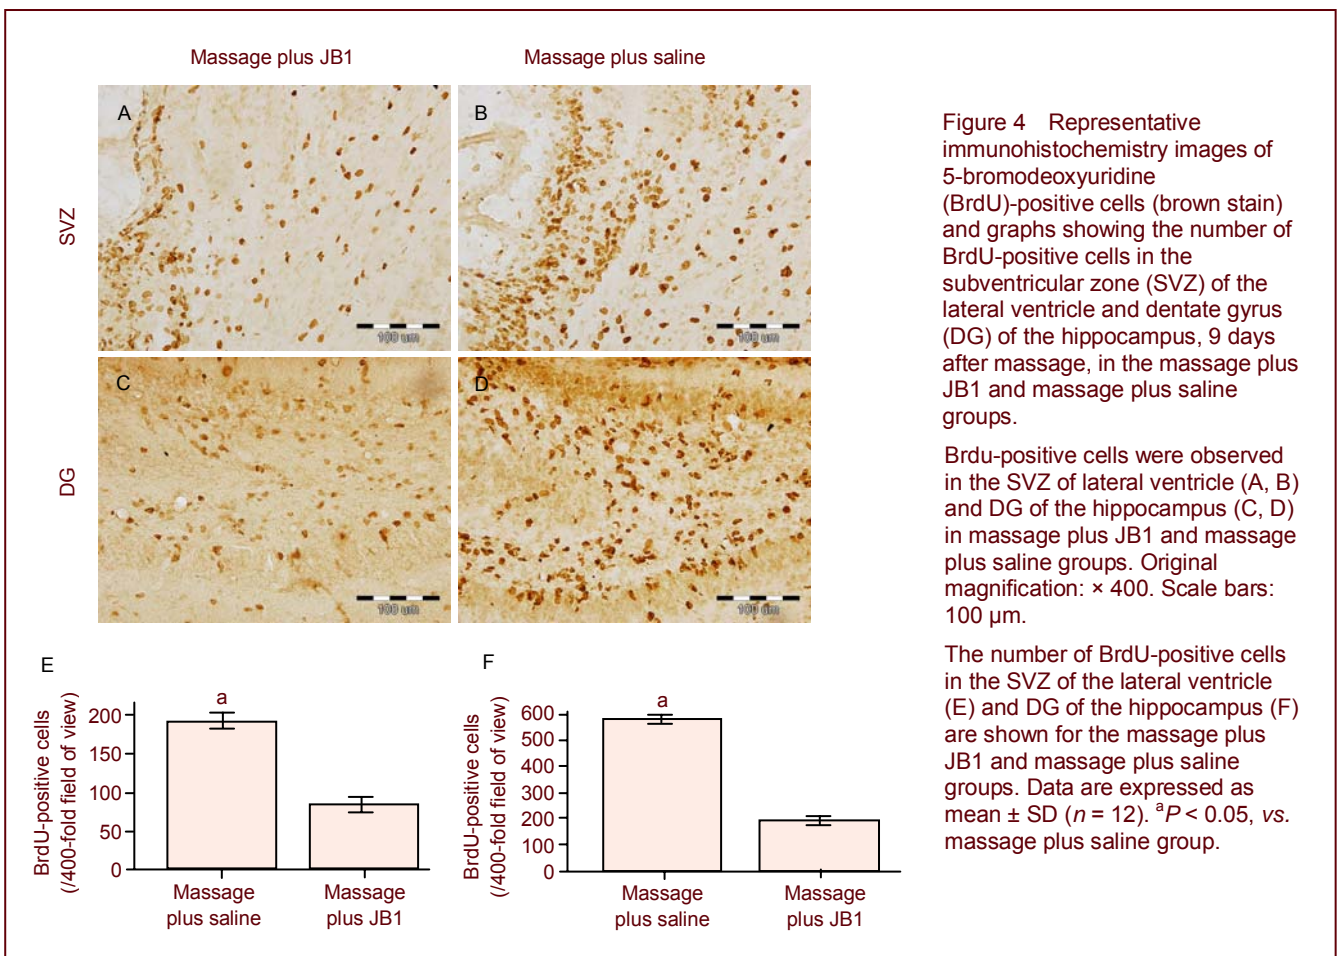 Massage plus JB1
Massage plus saline
A
B
SVZ
100 um
100 um
C
D
DG
100 um
100 um
Figure 4 Representative
immunohistochemistry images of
5-bromodeoxyuridine
(BrdU)-positive cells (brown stain)
and graphs showing the number of
BrdU-positive cells in the
subventricular zone (SVZ) of the
lateral ventricle and dentate gyrus
(DG) of the hippocampus, 9 days
after massage, in the massage plus
JB1 and massage plus saline
groups.
Brdu-positive cells were observed
in the SVZ of lateral ventricle (A, B)
and DG of the hippocampus (C, D)
in massage plus JB1 and massage
plus saline groups. Original
magnification: × 400. Scale bars:
100 µm.
The number of BrdU-positive cells
in the SVZ of the lateral ventricle
(E) and DG of the hippocampus (F)
are shown for the massage plus
JB1 and massage plus saline
groups. Data are expressed as
mean ± SD (n = 12). ᵃP < 0.05, vs.
massage plus saline group.
E
BrdU-positive cells
(/400-fold field of view)
200
150
100
50
0
a
Massage
plus saline
Massage
plus JB1
F
BrdU-positive cells
(/400-fold field of view)
600
500
400
300
200
100
0
a
Massage
plus saline
Massage
plus JB1